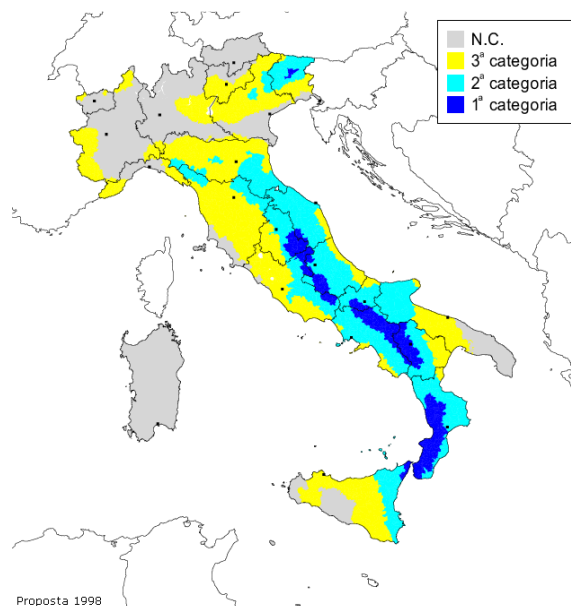 N.C.
3ª categoria
2ª categoria
1ª categoria
Proposta 1998